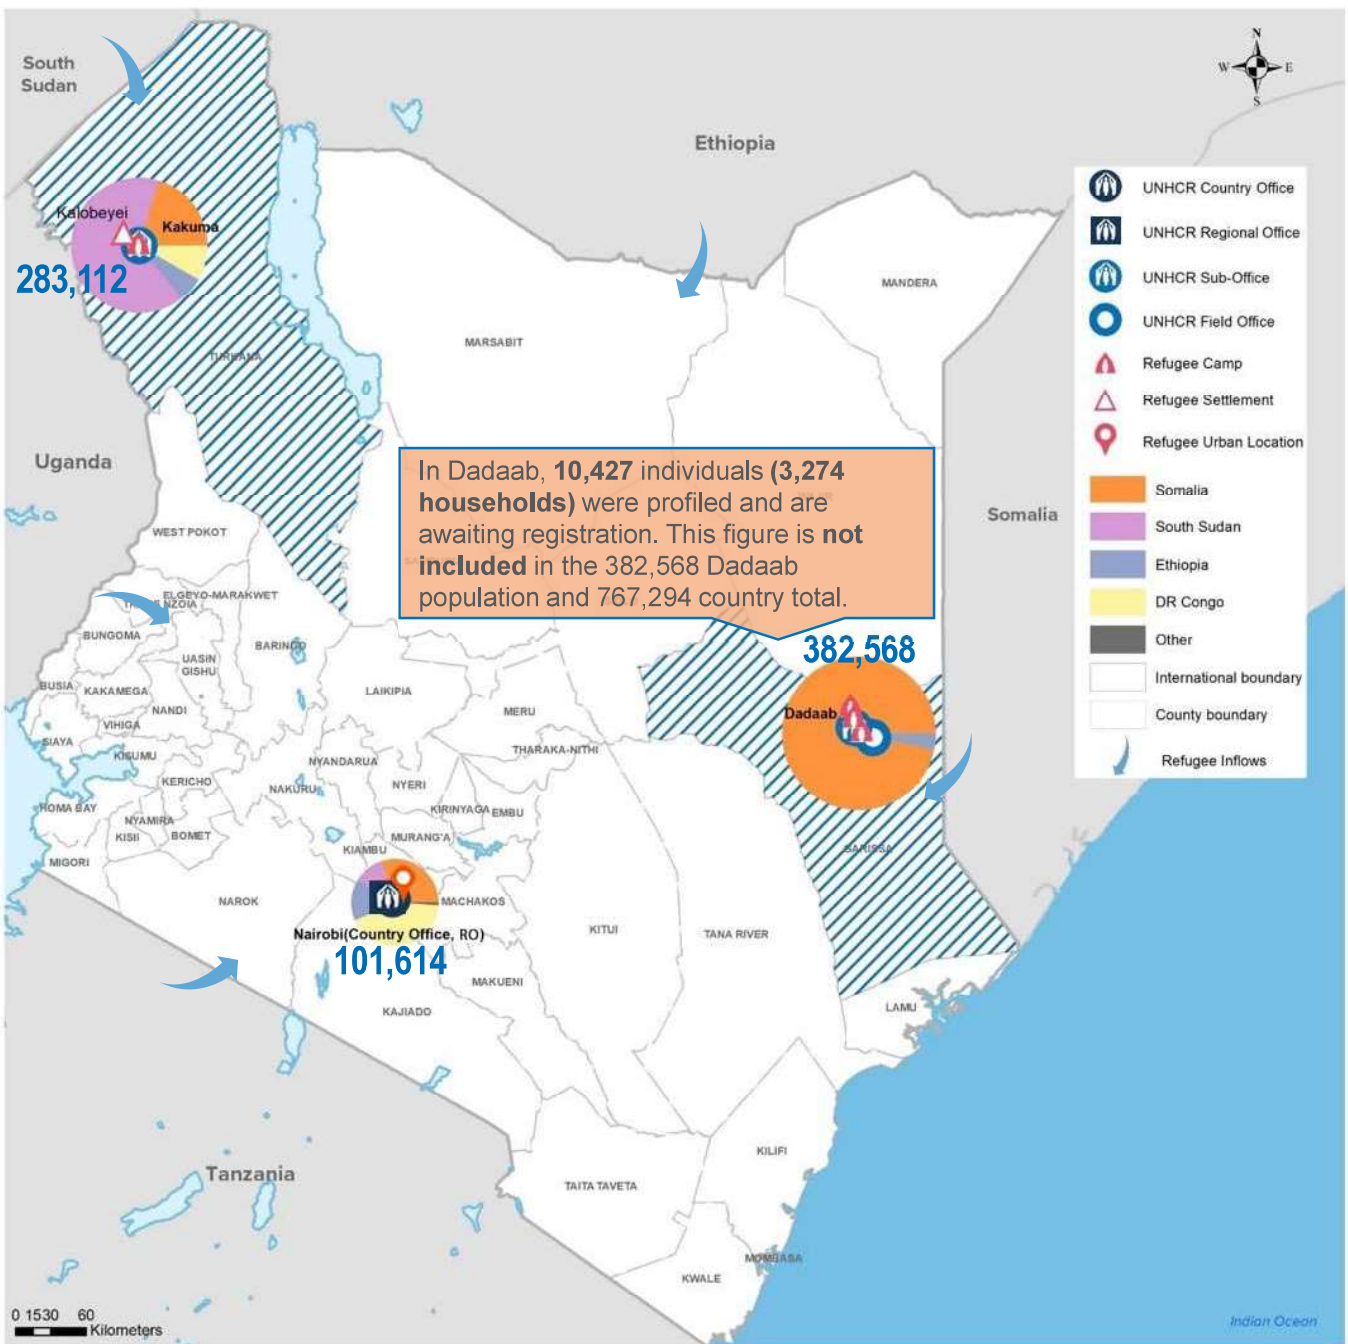 South
Sudan
N
W
E
S
Ethiopia
UNHCR Country Office
UNHCR Regional Office
UNHCR Sub-Office
UNHCR Field Office
Refugee Camp
Refugee Settlement
Refugee Urban Location
Somalia
South Sudan
Ethiopia
DR Congo
Other
International boundary
County boundary
Refugee Inflows
Kalobeyei
Kakuma
283,112
TURKANA
MARSABIT
MANDERA
Uganda
Somalia
In Dadaab, 10,427 individuals (3,274
households) were profiled and are
awaiting registration. This figure is not
included in the 382,568 Dadaab
population and 767,294 country total.
382,568
Dadaab
WEST POKOT
ELGEYO-MARAKWET
NZOIA
BUNGOMA
BARINGO
UASIN
GISHU
BUSIA
KAKAMEGA
LAIKIPIA
NANDI
MERU
VIHIGA
SIAYA
KISUMU
THARAKA-NITHI
NYANDARUA
KERICHO
NAKURU
NYERI
HOMA BAY
KIRINYAGA
EMBU
NYAMIRA
KISII
BOMET
MURANG'A
KIAMBU
MIGORI
GARISSA
NAROK
MACHAKOS
Nairobi(Country Office, RO)
101,614
KITUI
TANA RIVER
MAKUENI
KAJIADO
LAMU
Tanzania
KILIFI
TAITA TAVETA
MOMBASA
KWALE
0 1530 60
Kilometers
Indian Ocean